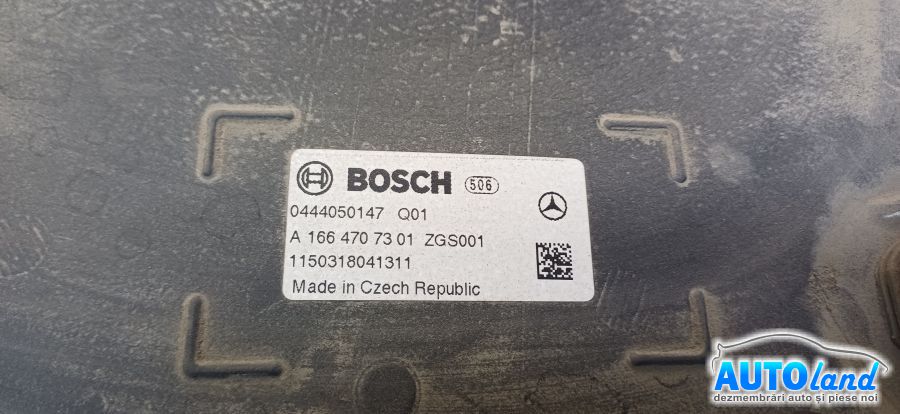 BOSCH 506
0444050147 Q01
A 166 470 73 01 ZGS001
1150318041311
Made in Czech Republic
AUTOland
dezmembrări auto și piese noi